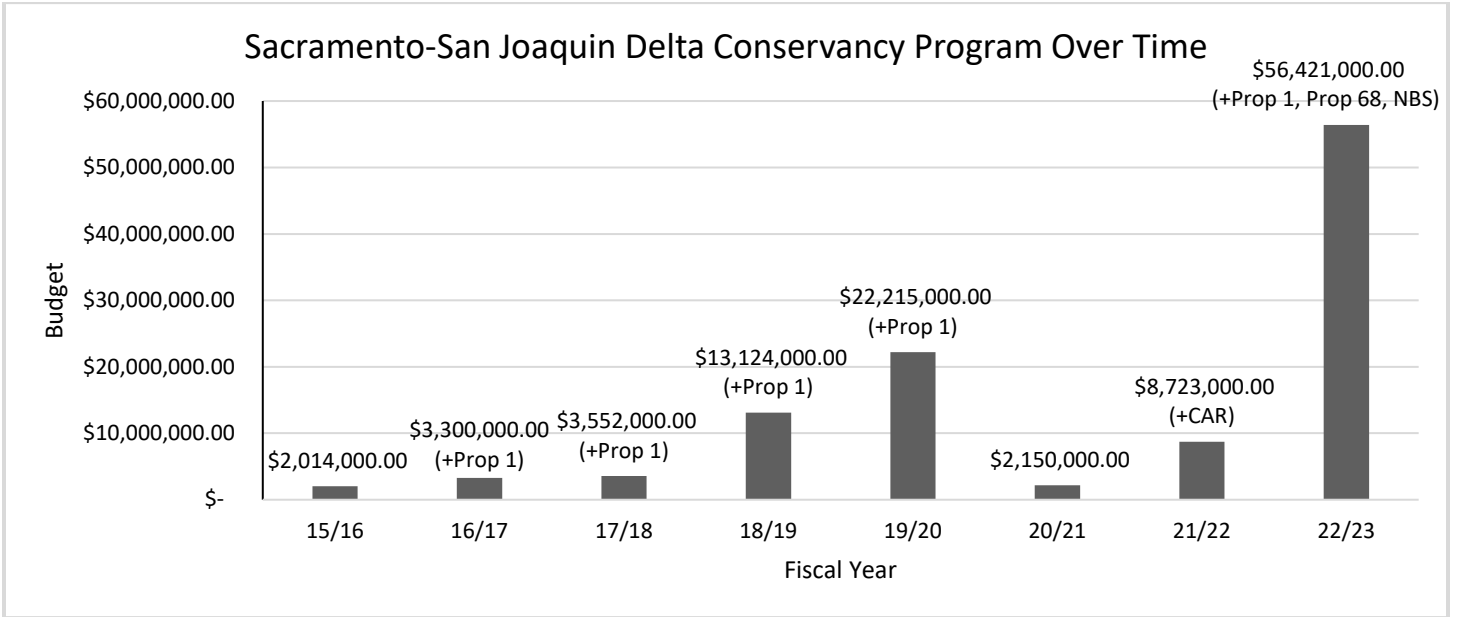 Sacramento-San Joaquin Delta Conservancy Program Over Time
$56,421,000.00
(+Prop 1, Prop 68, NBS)
$60,000,000.00
$50,000,000.00
$40,000,000.00
$30,000,000.00
$20,000,000.00
$10,000,000.00
$-
Budget
$2,014,000.00
$3,300,000.00
(+Prop 1)
$3,552,000.00
(+Prop 1)
$13,124,000.00
(+Prop 1)
$22,215,000.00
(+Prop 1)
$2,150,000.00
$8,723,000.00
(+CAR)
15/16 16/17 17/18 18/19 19/20 20/21 21/22 22/23
Fiscal Year